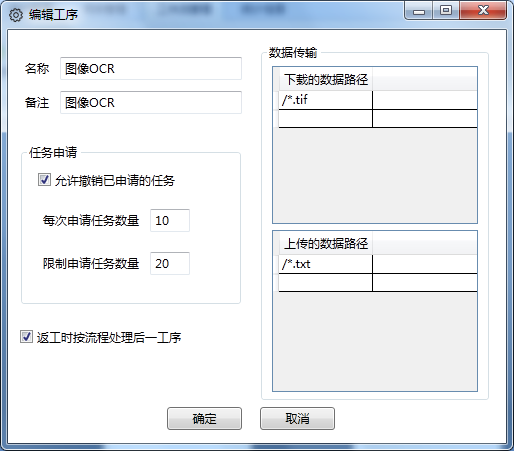 编辑工序
名称 图像OCR
备注 图像OCR
任务申请
允许撤销已申请的任务
每次申请任务数量 10
限制申请任务数量 20
返工时按流程处理后一工序
数据传输
下载的数据路径
/*.tif
上传的数据路径
/*.txt
确定 取消